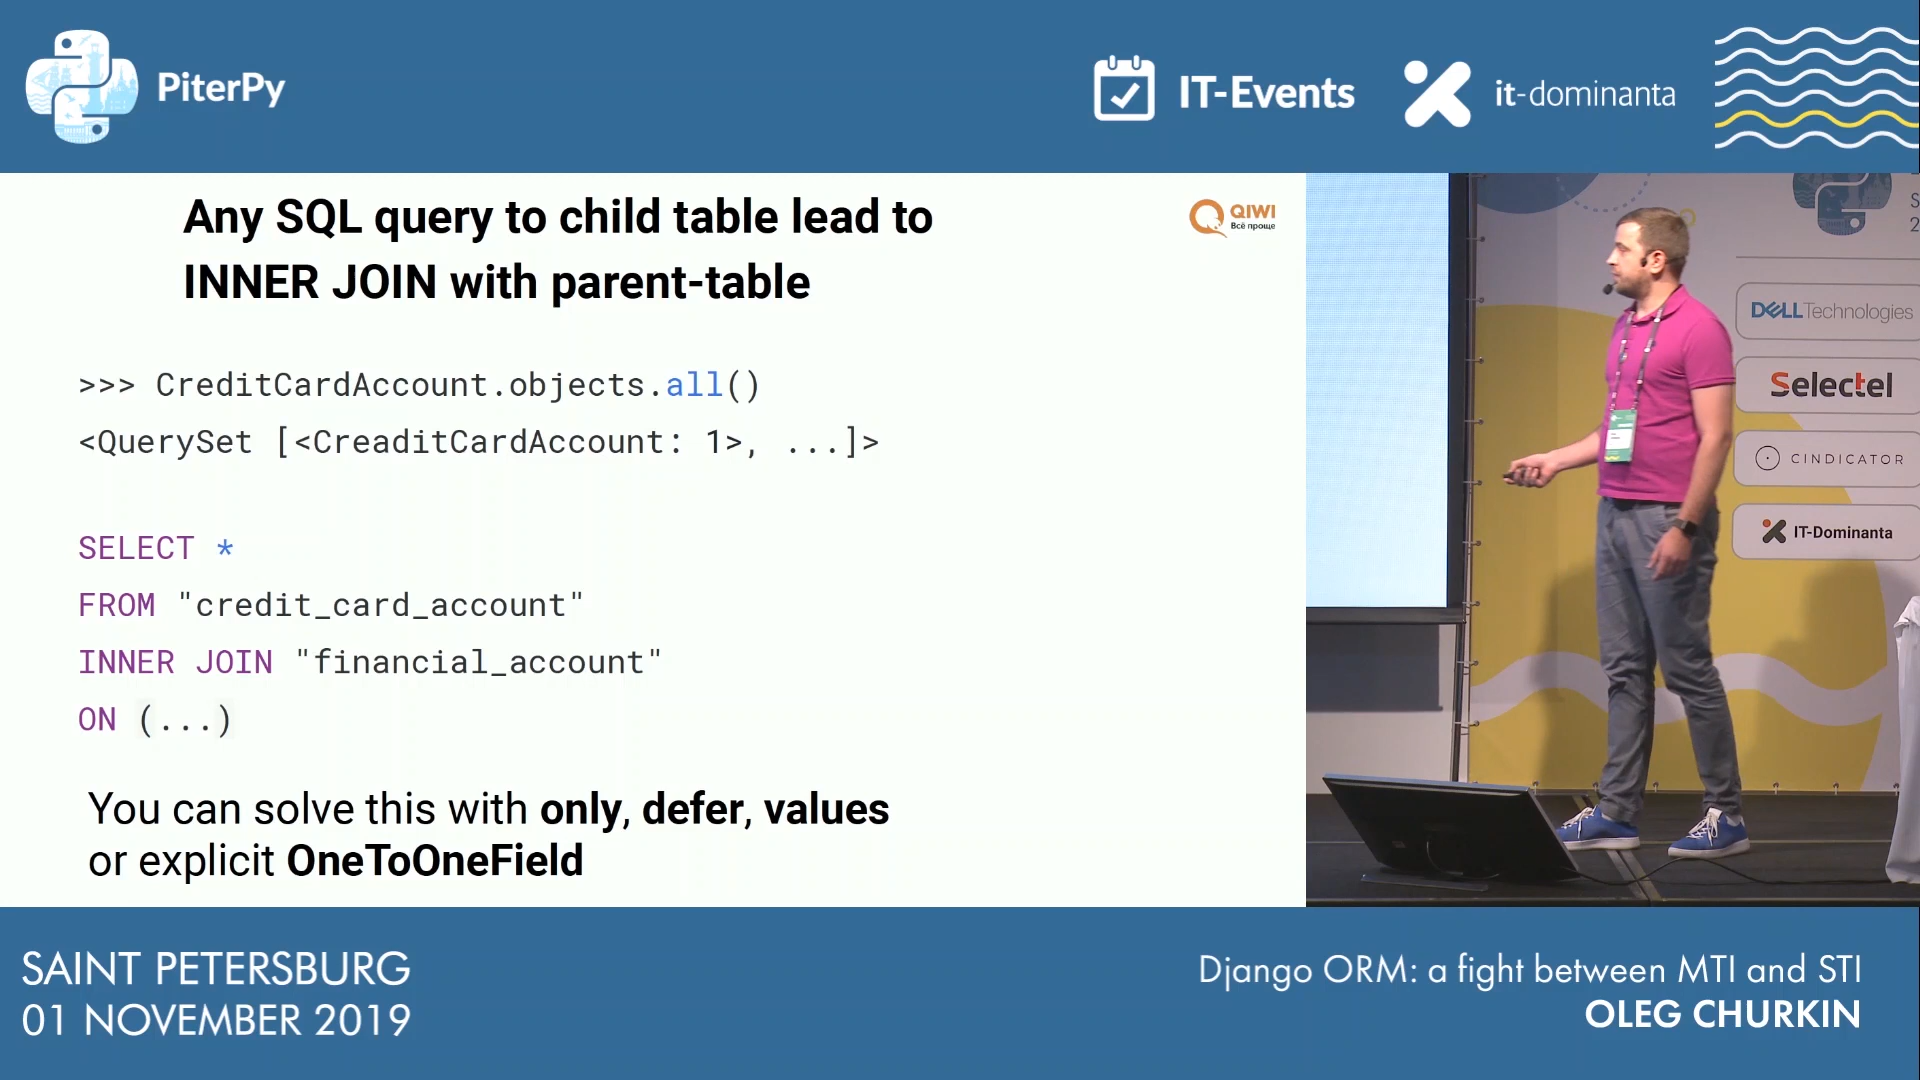 PiterPy
IT-Events
it-dominanta
Any SQL query to child table lead to
INNER JOIN with parent-table
QIWI
Всё проще
>>> CreditCardAccount.objects.all()
<QuerySet [<CreaditCardAccount: 1>, ...]>
SELECT *
FROM "credit_card_account"
INNER JOIN "financial_account"
ON (...)
You can solve this with only, defer, values
or explicit OneToOneField
S
2
DELLTechnologies
Selectel
CINDICATOR
IT-Dominanta
SAINT PETERSBURG
01 NOVEMBER 2019
Django ORM: a fight between MTI and STI
OLEG CHURKIN